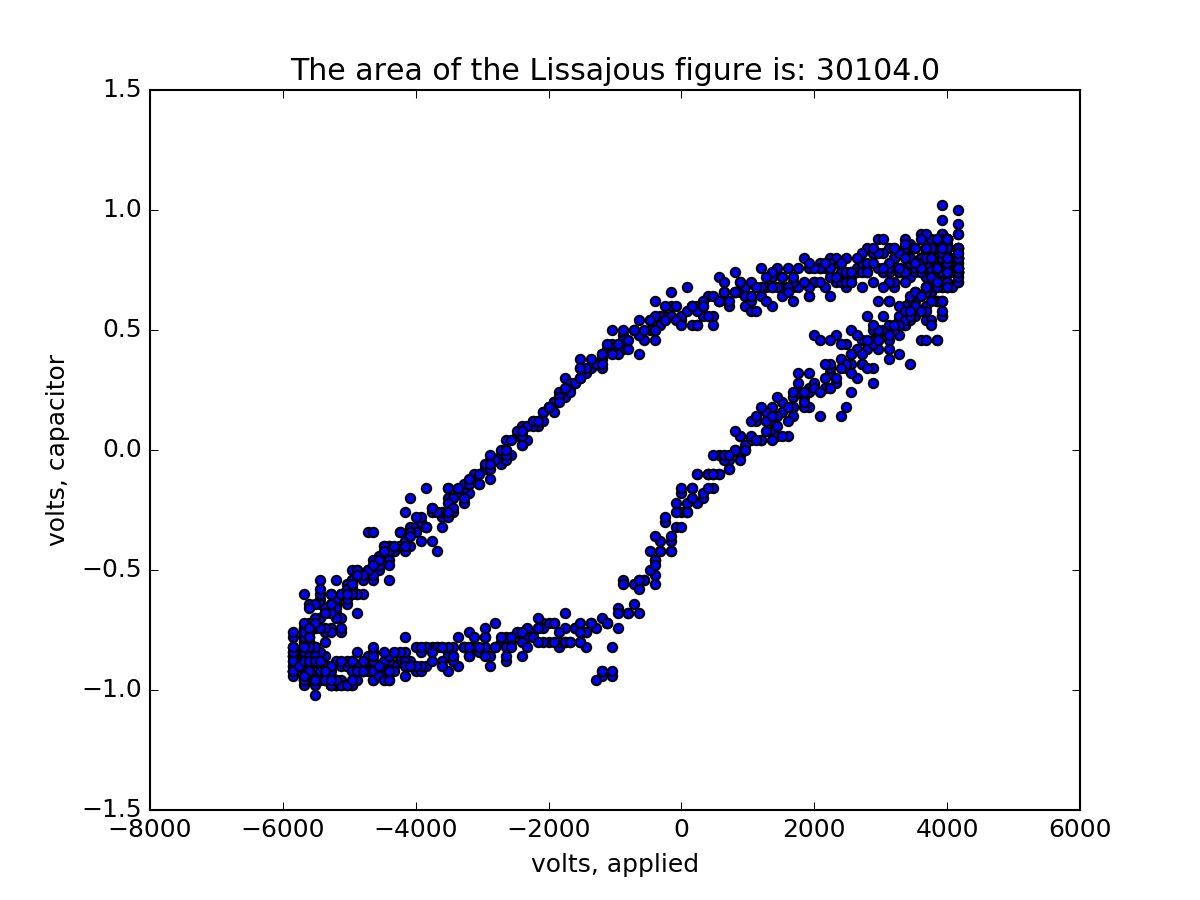 The area of the Lissajous figure is: 30104.0
1.5
1.0
0.5
0.0
−0.5
−1.0
−1.5
volts, capacitor
−8000 −6000 −4000 −2000 0 2000 4000 6000
volts, applied